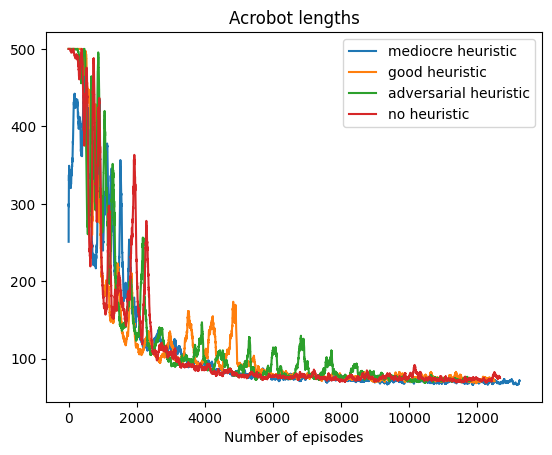 Acrobot lengths
500
400
300
200
100
mediocre heuristic
good heuristic
adversarial heuristic
no heuristic
0 2000 4000 6000 8000 10000 12000
Number of episodes